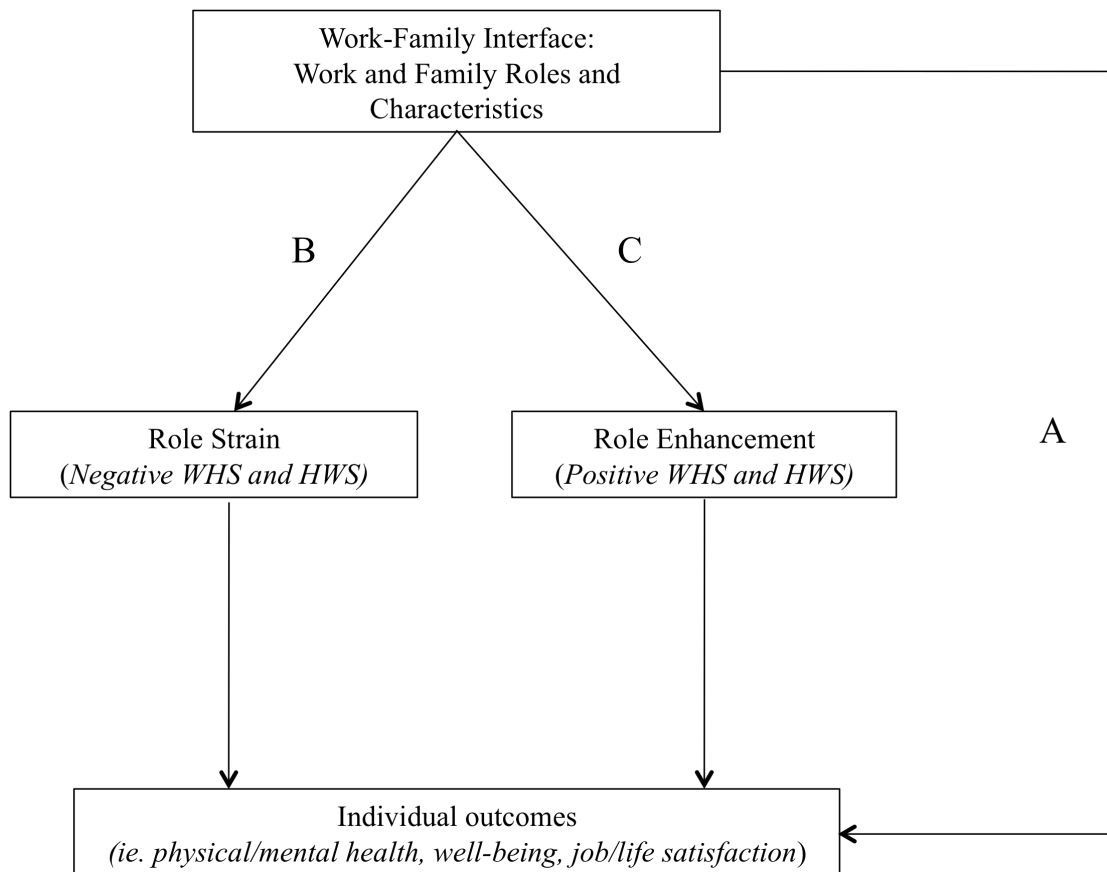 Work-Family Interface:
Work and Family Roles and
Characteristics
B
C
Role Strain
(Negative WHS and HWS)
Role Enhancement
(Positive WHS and HWS)
A
Individual outcomes
(ie. physical/mental health, well-being, job/life satisfaction)